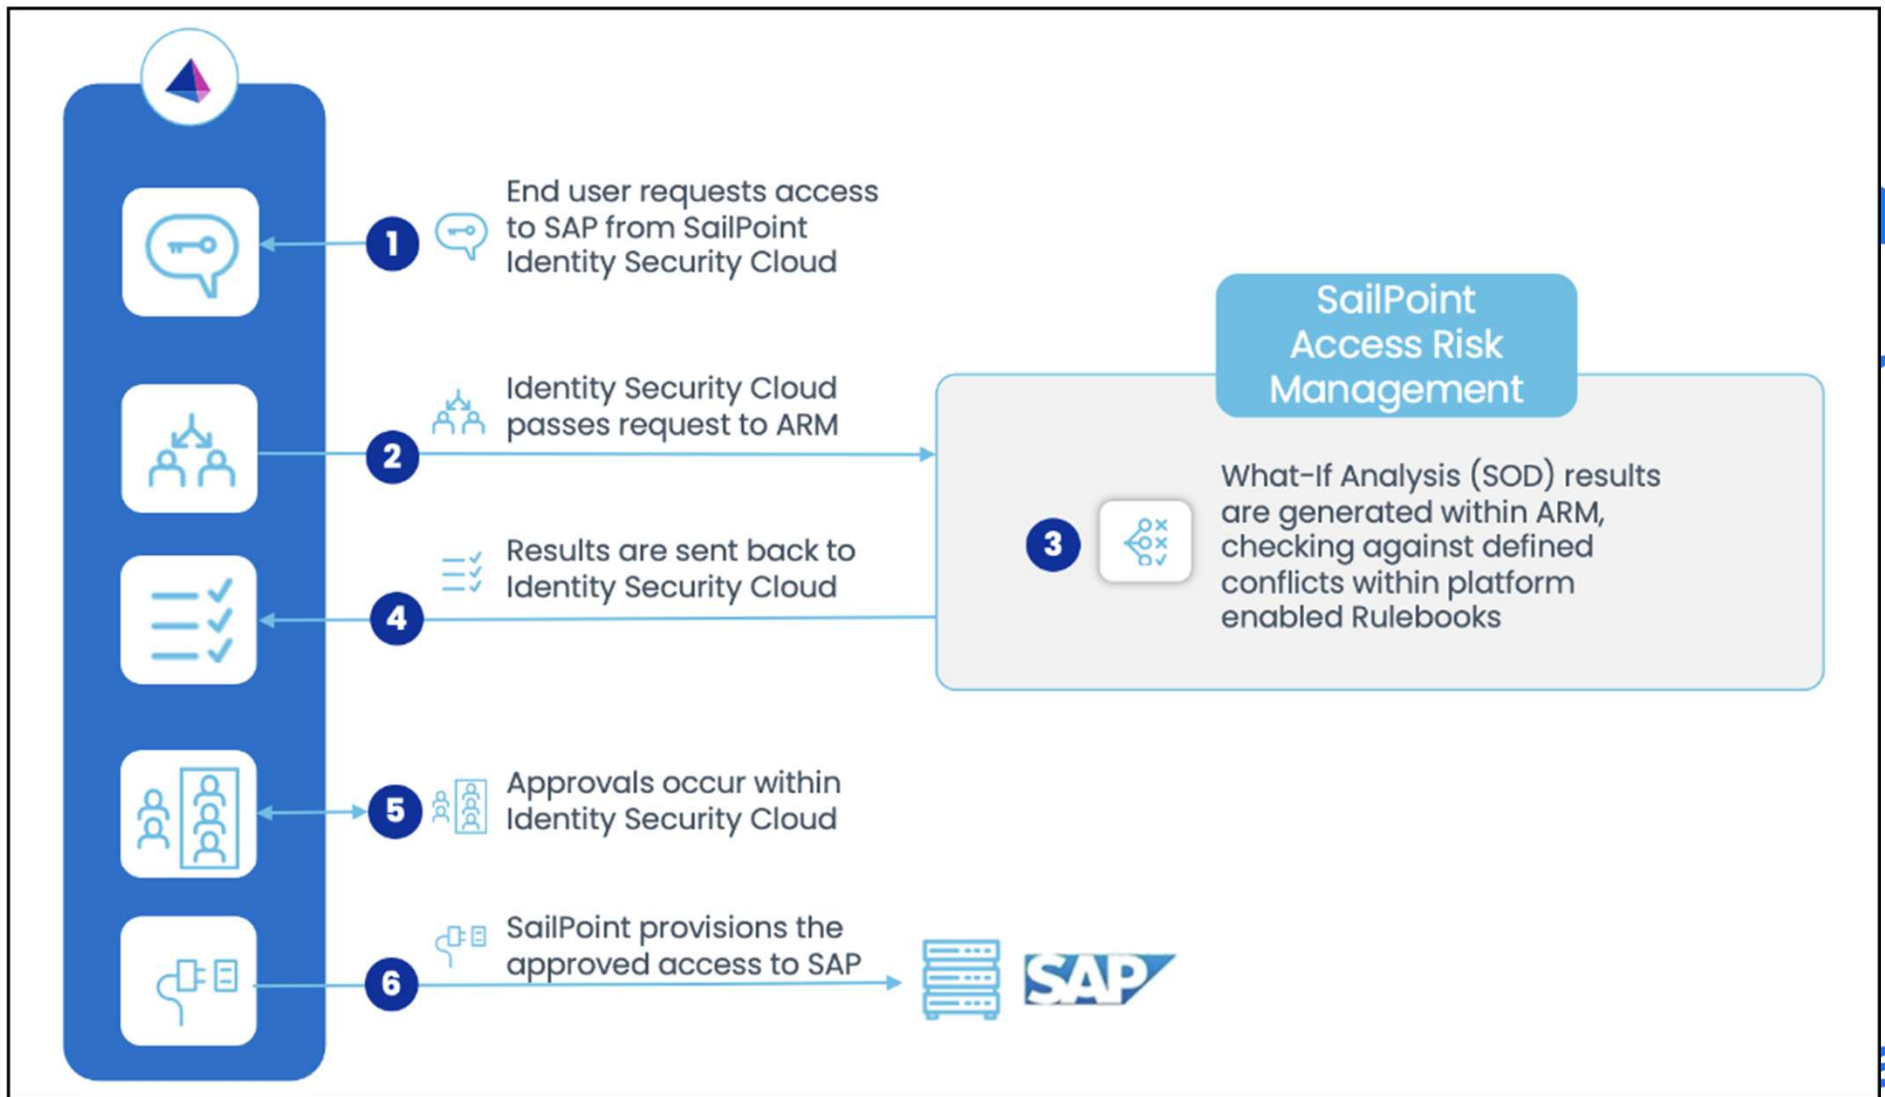 1
End user requests access
to SAP from SailPoint
Identity Security Cloud
2
Identity Security Cloud
passes request to ARM
SailPoint
Access Risk
Management
3
What-If Analysis (SOD) results
are generated within ARM,
checking against defined
conflicts within platform
enabled Rulebooks
4
Results are sent back to
Identity Security Cloud
5
Approvals occur within
Identity Security Cloud
6
SailPoint provisions the
approved access to SAP
SAP